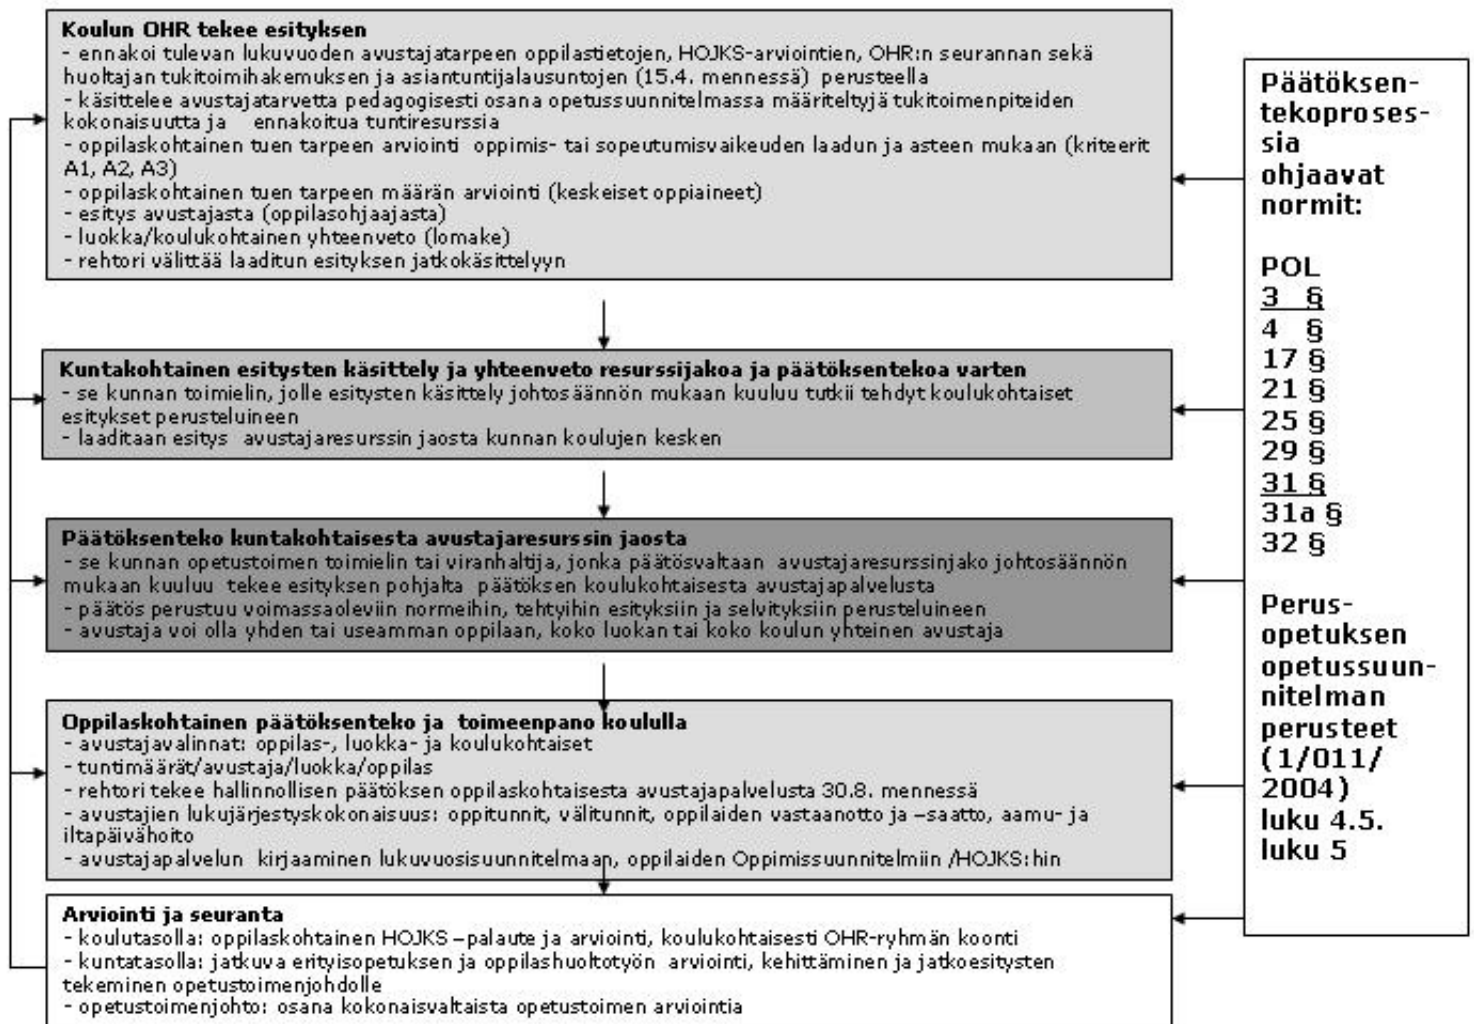 Koulun OHR tekee esityksen
- ennakoi tulevan lukuvuoden avustajatarpeen oppilastietojen, HOJKS-arviointien, OHR:n seurannan sekä
huoltajan tukitoimihakemuksen ja asiantuntijalausuntojen (15.4. mennessä) perusteella
- käsittelee avustajatarvetta pedagogisesti osana opetussuunnitelmassa määriteltyjä tukitoimenpiteiden
kokonaisuutta ja ennakoitua tuntiresurssia
- oppilaskohtainen tuen tarpeen arviointi oppimis- tai sopeutumisvaikeuden laadun ja asteen mukaan (kriteerit
A1, A2, A3)
- oppilaskohtainen tuen tarpeen määrän arviointi (keskeiset oppiaineet)
- esitys avustajasta (oppilasohjaajasta)
- luokka/koulukohtainen yhteenveto (lomake)
- rehtori välittää laaditun esityksen jatkokäsittelyyn
Kuntakohtainen esitysten käsittely ja yhteenveto resurssijakoa ja päätöksentekoa varten
- se kunnan toimielin, jolle esitysten käsittely johtosäännön mukaan kuuluu tutkii tehdyt koulukohtaiset
esitykset perusteluineen
- laaditaan esitys avustajaresurssin jaosta kunnan koulujen kesken
Päätöksenteko kuntakohtaisesta avustajaresurssin jaosta
- se kunnan opetustoimen toimielin tai viranhaltija, jonka päätösvaltaan avustajaresurssinjako johtosäännön
mukaan kuuluu tekee esityksen pohjalta päätöksen koulukohtaisesta avustajapalvelusta
- päätös perustuu voimassaoleviin normeihin, tehtyihin esityksiin ja selvityksiin perusteluineen
- avustaja voi olla yhden tai useamman oppilaan, koko luokan tai koko koulun yhteinen avustaja
Oppilaskohtainen päätöksenteko ja toimeenpano koululla
- avustajavalinnat: oppilas-, luokka- ja koulukohtaiset
- tuntimäärät/avustaja/luokka/oppilas
- rehtori tekee hallinnollisen päätöksen oppilaskohtaisesta avustajapalvelusta 30.8. mennessä
- avustajien lukujärjestyskokonaisuus: oppitunnit, välitunnit, oppilaiden vastaanotto ja –saatto, aamu- ja
iltapäivähoito
- avustajapalvelun kirjaaminen lukuvuosisuunnitelmaan, oppilaiden Oppimissuunnitelmiin /HOJKS:hin
Arviointi ja seuranta
- koulutasolla: oppilaskohtainen HOJKS –palaute ja arviointi, koulukohtaisesti OHR-ryhmän koonti
- kuntatasolla: jatkuva erityisopetuksen ja oppilashuoltotyön arviointi, kehittäminen ja jatkoesitysten
tekeminen opetustoimenjohdolle
- opetustoimenjohto: osana kokonaisvaltaista opetustoimen arviointia
Päätöksen-
tekoproses-
sia
ohjaavat
normit:
POL
3 §
4 §
17 §
21 §
25 §
29 §
31 §
31a §
32 §
Perus-
opetuksen
opetussuun-
nitelman
perusteet
(1/011/
2004)
luku 4.5.
luku 5